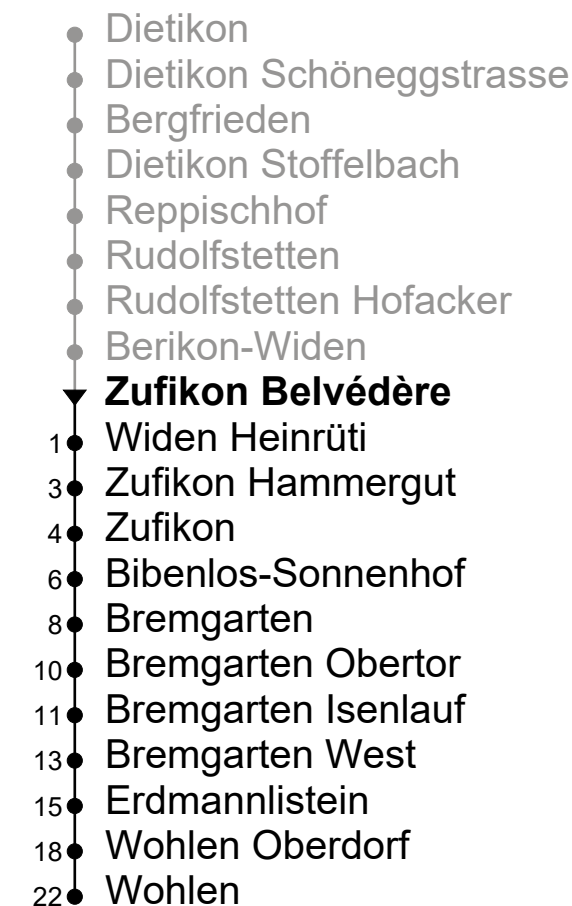 Dietikon
Dietikon Schöneggstrasse
Bergfrieden
Dietikon Stoffelbach
Reppischhof
Rudolfstetten
Rudolfstetten Hofacker
Berikon-Widen
Zufikon Belvédère
1 Widen Heinrüti
3 Zufikon Hammergut
4 Zufikon
6 Bibenlos-Sonnenhof
8 Bremgarten
10 Bremgarten Obertor
11 Bremgarten Isenlauf
13 Bremgarten West
15 Erdmannlistein
18 Wohlen Oberdorf
22 Wohlen